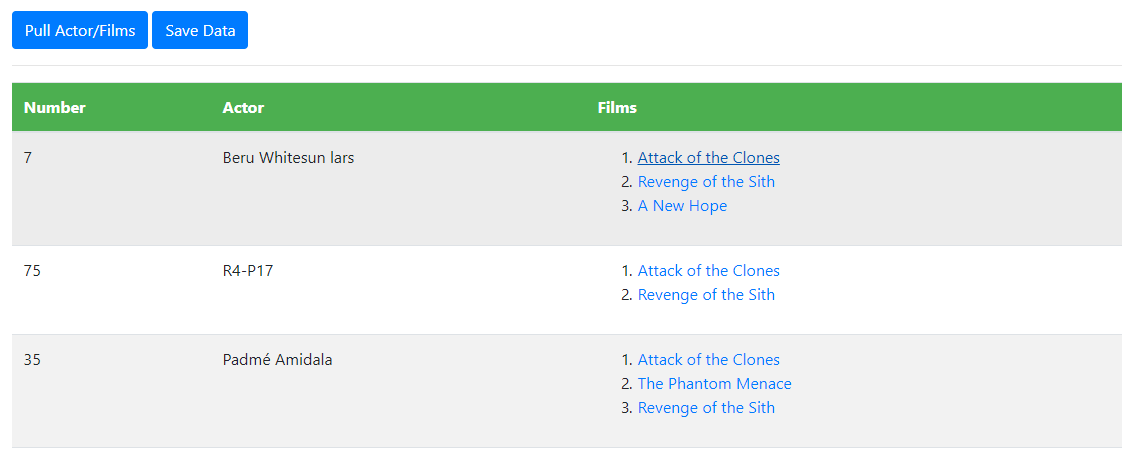 Pull Actor/Films Save Data
Number Actor Films
7 Beru Whitesun lars 1. Attack of the Clones
2. Revenge of the Sith
3. A New Hope
75 R4-P17 1. Attack of the Clones
2. Revenge of the Sith
35 Padmé Amidala 1. Attack of the Clones
2. The Phantom Menace
3. Revenge of the Sith